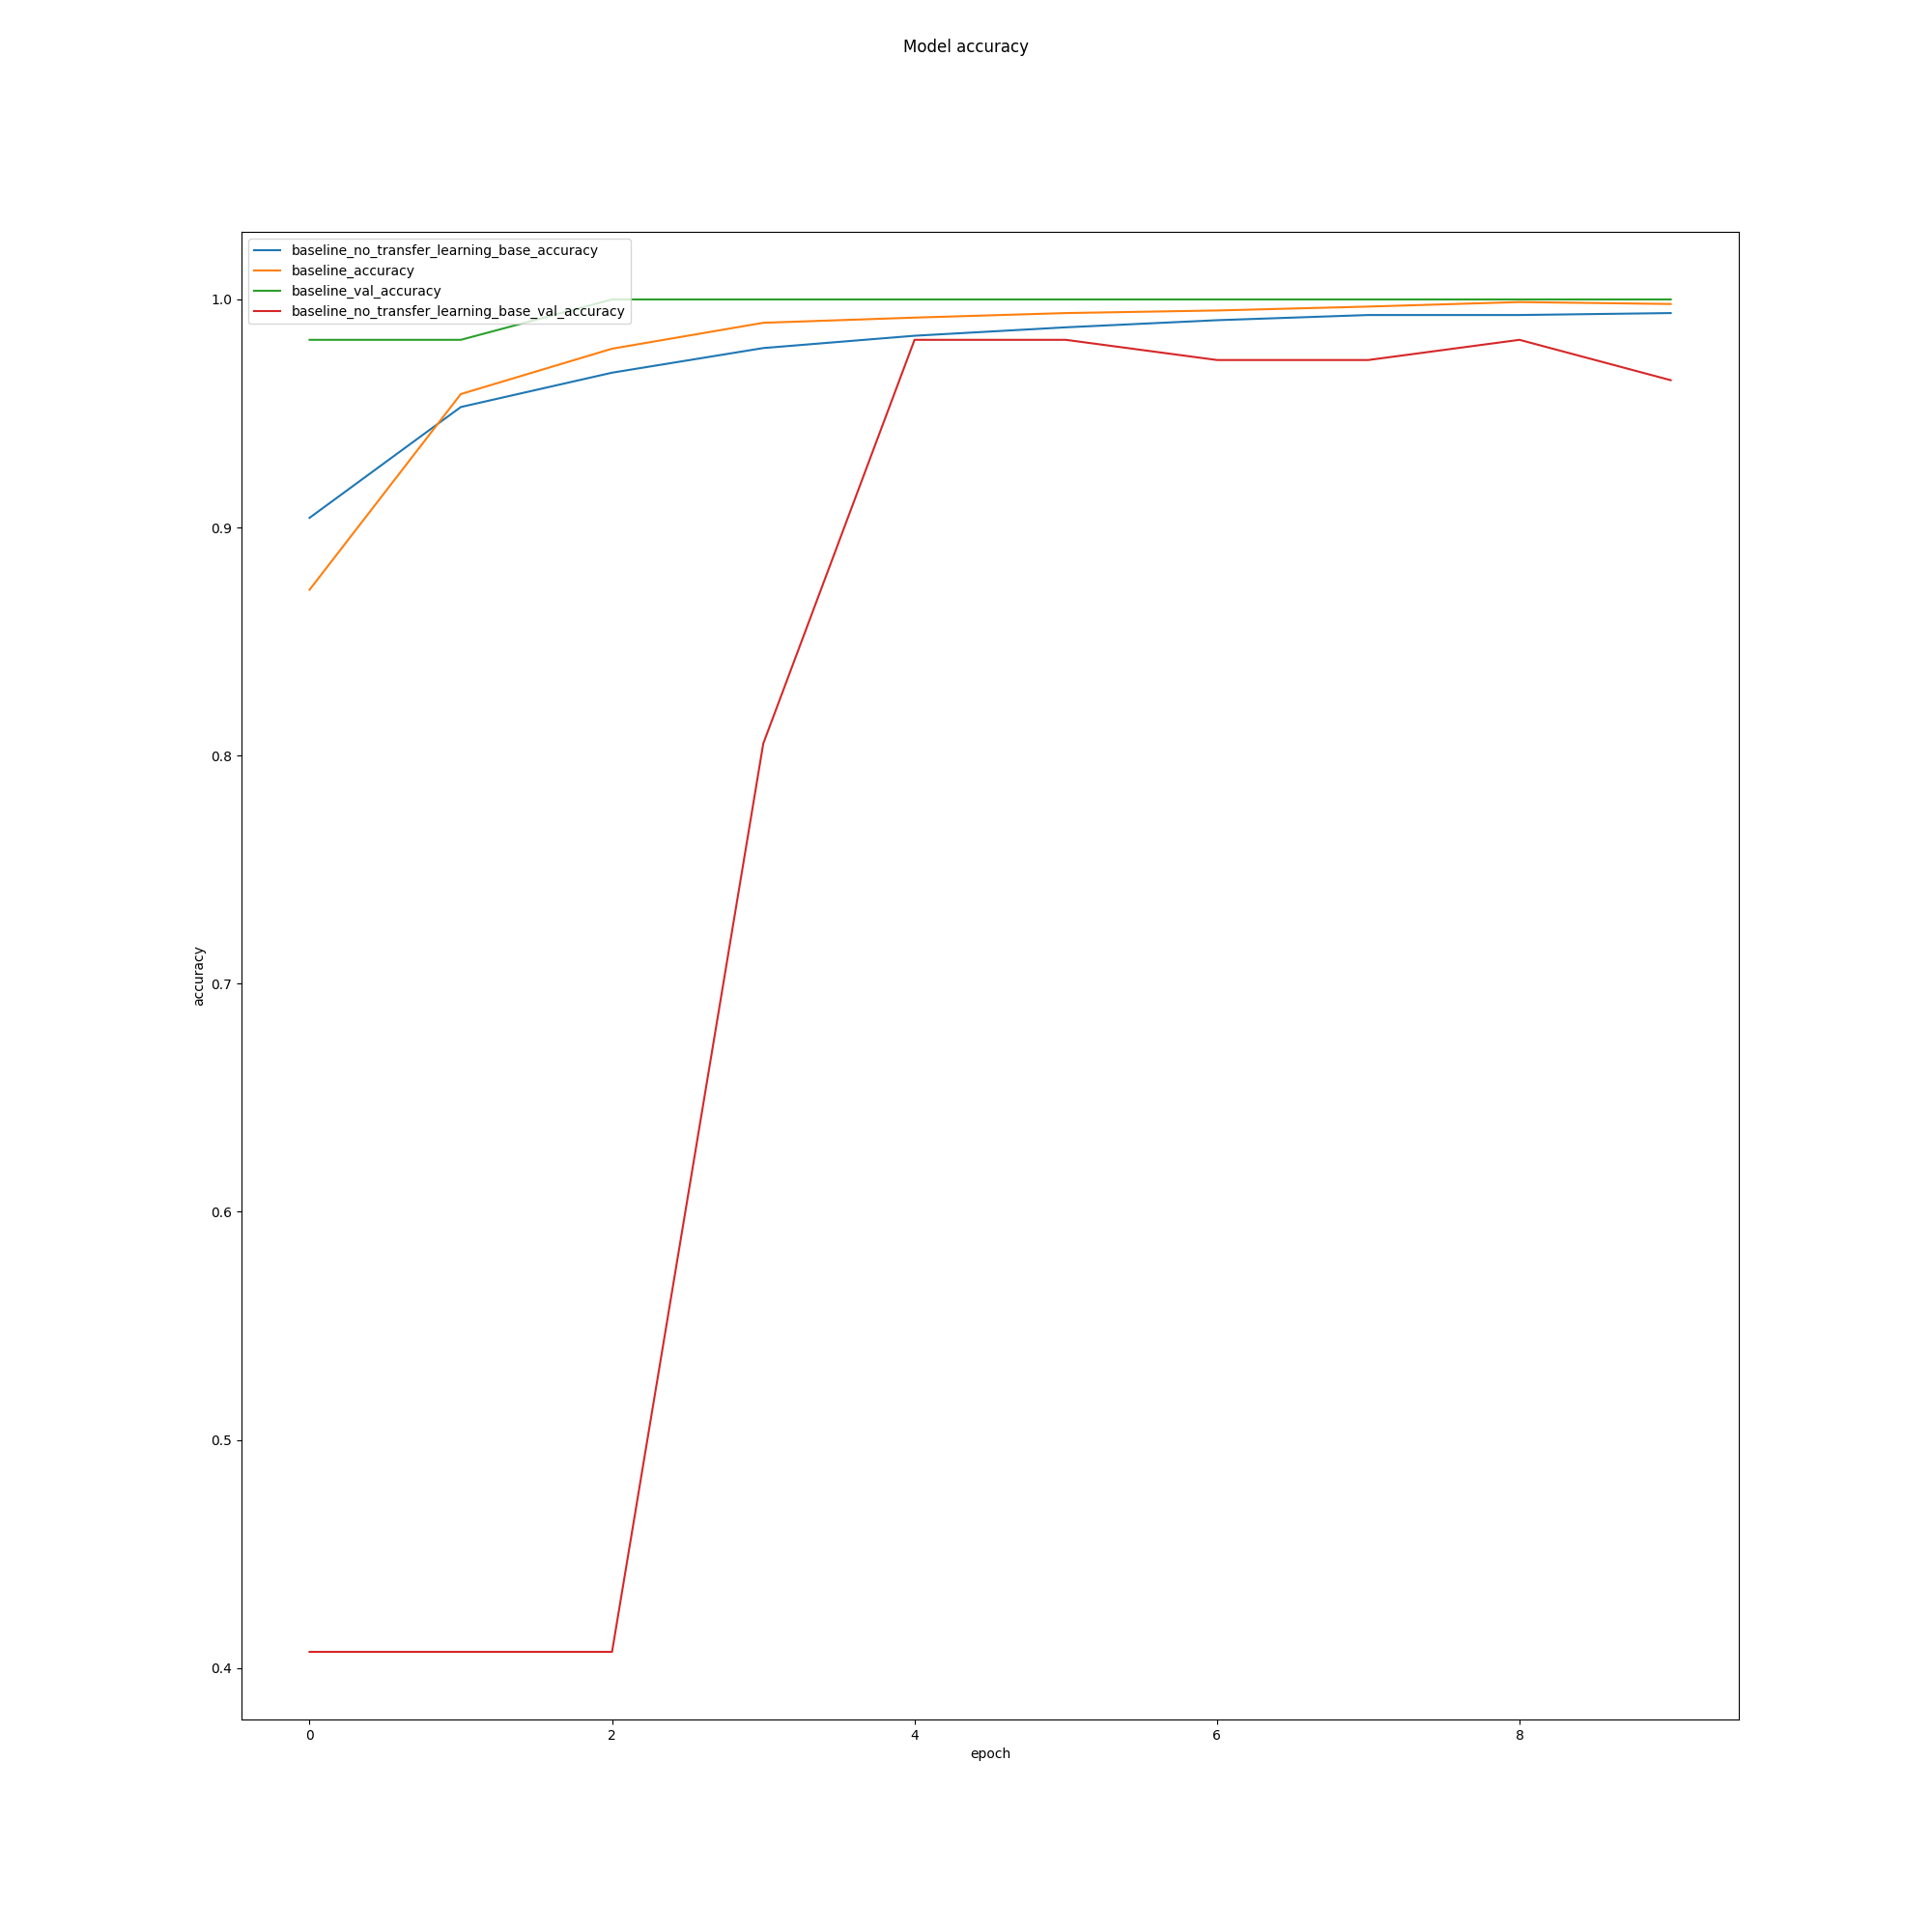 Model accuracy
baseline_no_transfer_learning_base_accuracy
baseline_accuracy
baseline_val_accuracy
baseline_no_transfer_learning_base_val_accuracy
1.0
0.9
0.8
0.7
0.6
0.5
0.4
accuracy
0 2 4 6 8
epoch